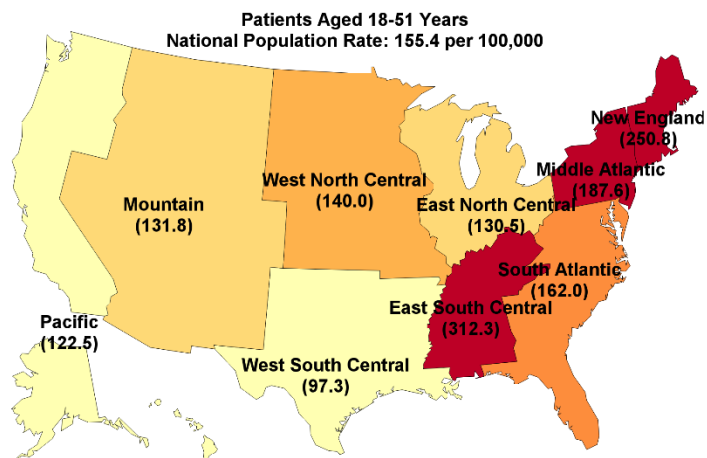 Patients Aged 18-51 Years
National Population Rate: 155.4 per 100,000
New England
(250.8)
Middle Atlantic
(187.6)
West North Central
(140.0)
Mountain
(131.8)
East North Central
(130.5)
South Atlantic
(162.0)
East South Central
(312.3)
Pacific
(122.5)
West South Central
(97.3)